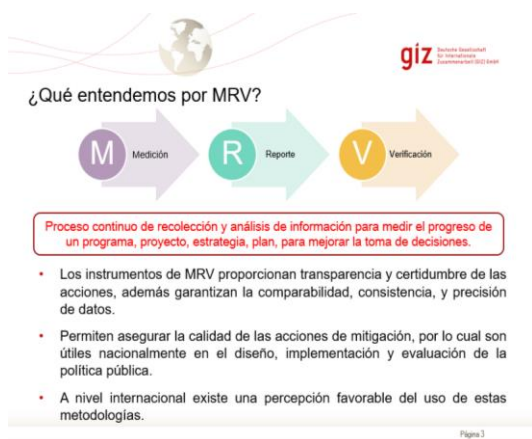 giz Deutsche Gesellschaft
für Internationale
Zusammenarbeit (GIZ) GmbH
¿Qué entendemos por MRV?
M Medición R Reporte V Verificación
Proceso continuo de recolección y análisis de información para medir el progreso de
un programa, proyecto, estrategia, plan, para mejorar la toma de decisiones.
• Los instrumentos de MRV proporcionan transparencia y certidumbre de las
acciones, además garantizan la comparabilidad, consistencia, y precisión
de datos.
• Permiten asegurar la calidad de las acciones de mitigación, por lo cual son
útiles nacionalmente en el diseño, implementación y evaluación de la
política pública.
• A nivel internacional existe una percepción favorable del uso de estas
metodologías.
Página 3